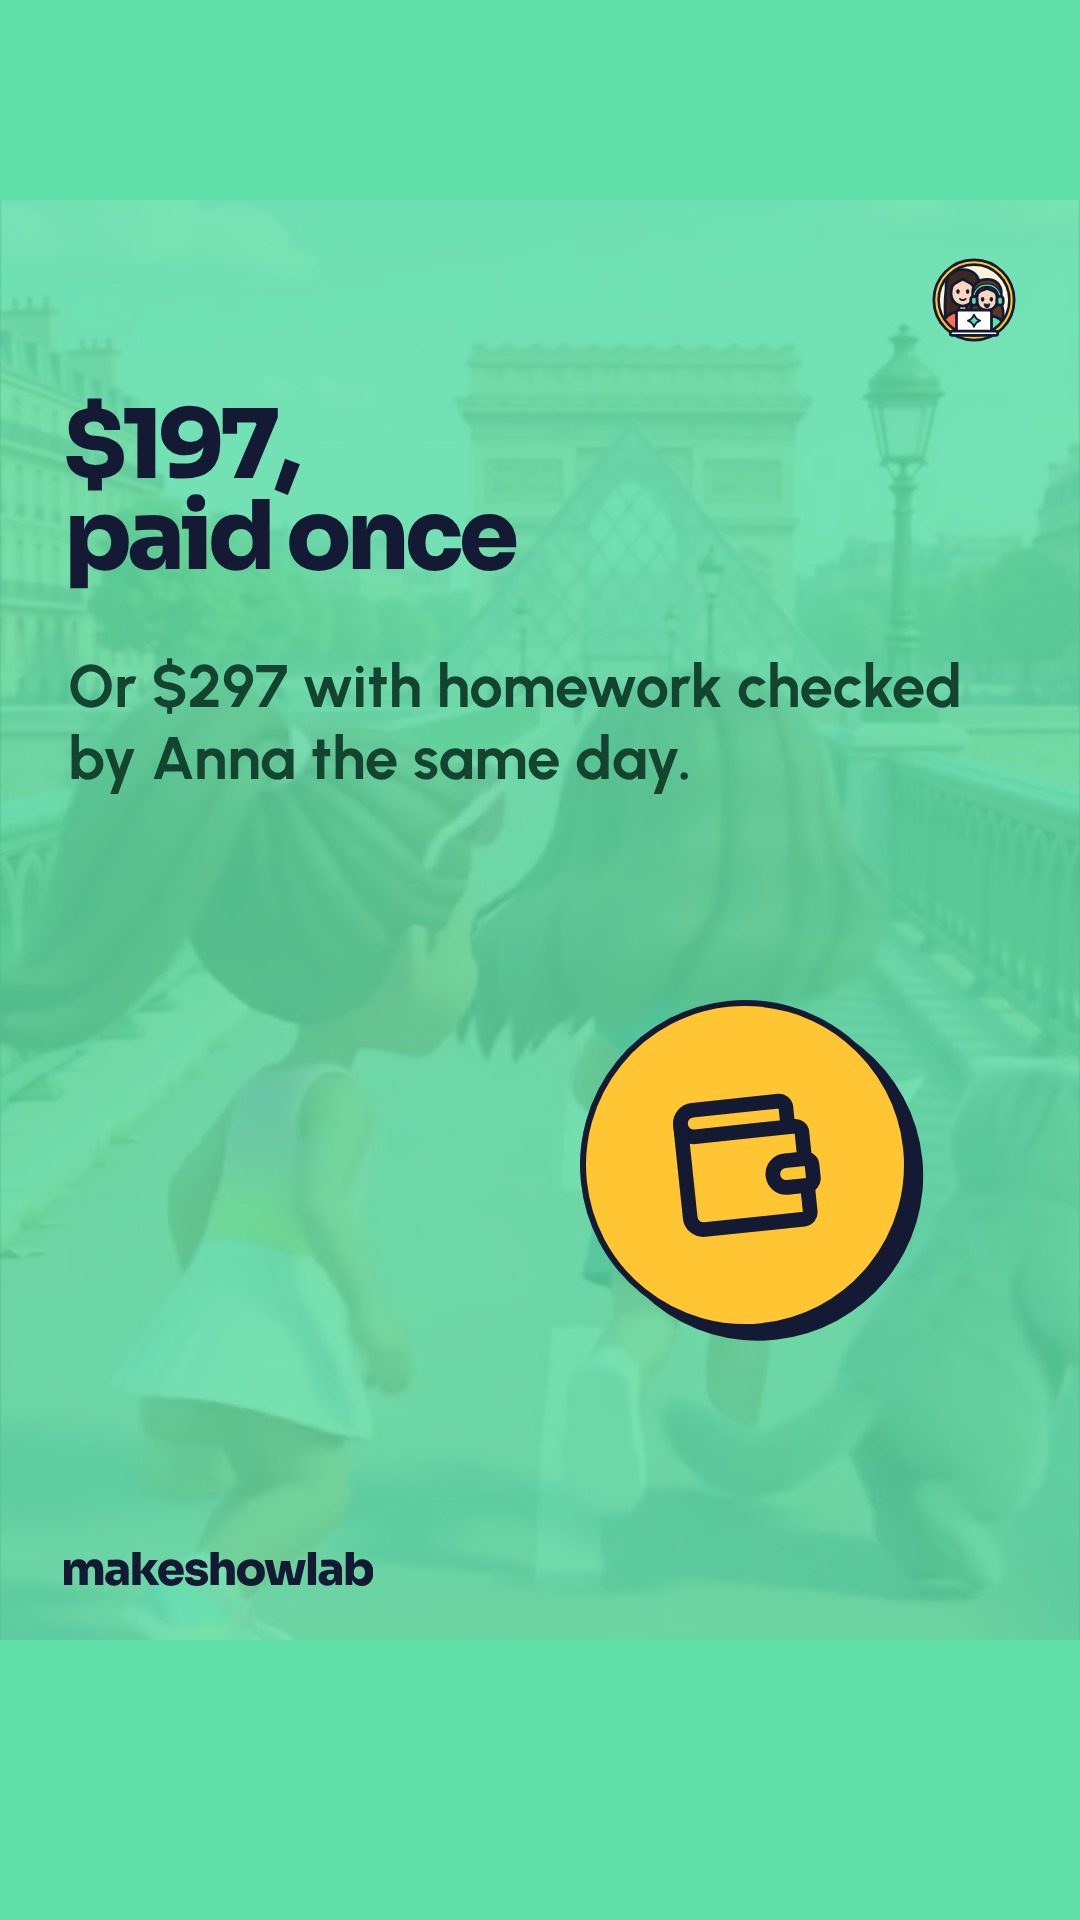 $197,
paid once
Or $297 with homework checked
by Anna the same day.
makeshowlab